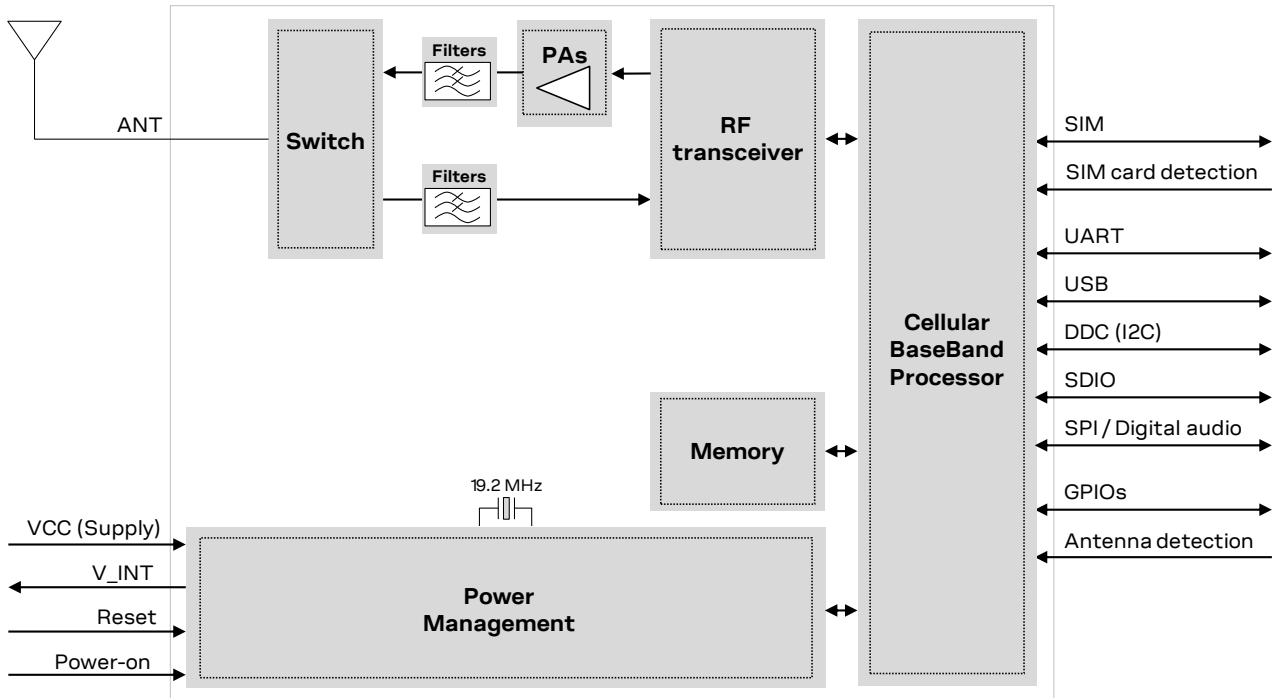 ANT
Switch
Filters
PAs
Filters
RF
transceiver
Cellular
BaseBand
Processor
SIM
SIM card detection
UART
USB
DDC (I2C)
SDIO
SPI / Digital audio
GPIOs
Antenna detection
Memory
19.2 MHz
VCC (Supply)
V_INT
Reset
Power-on
Power
Management